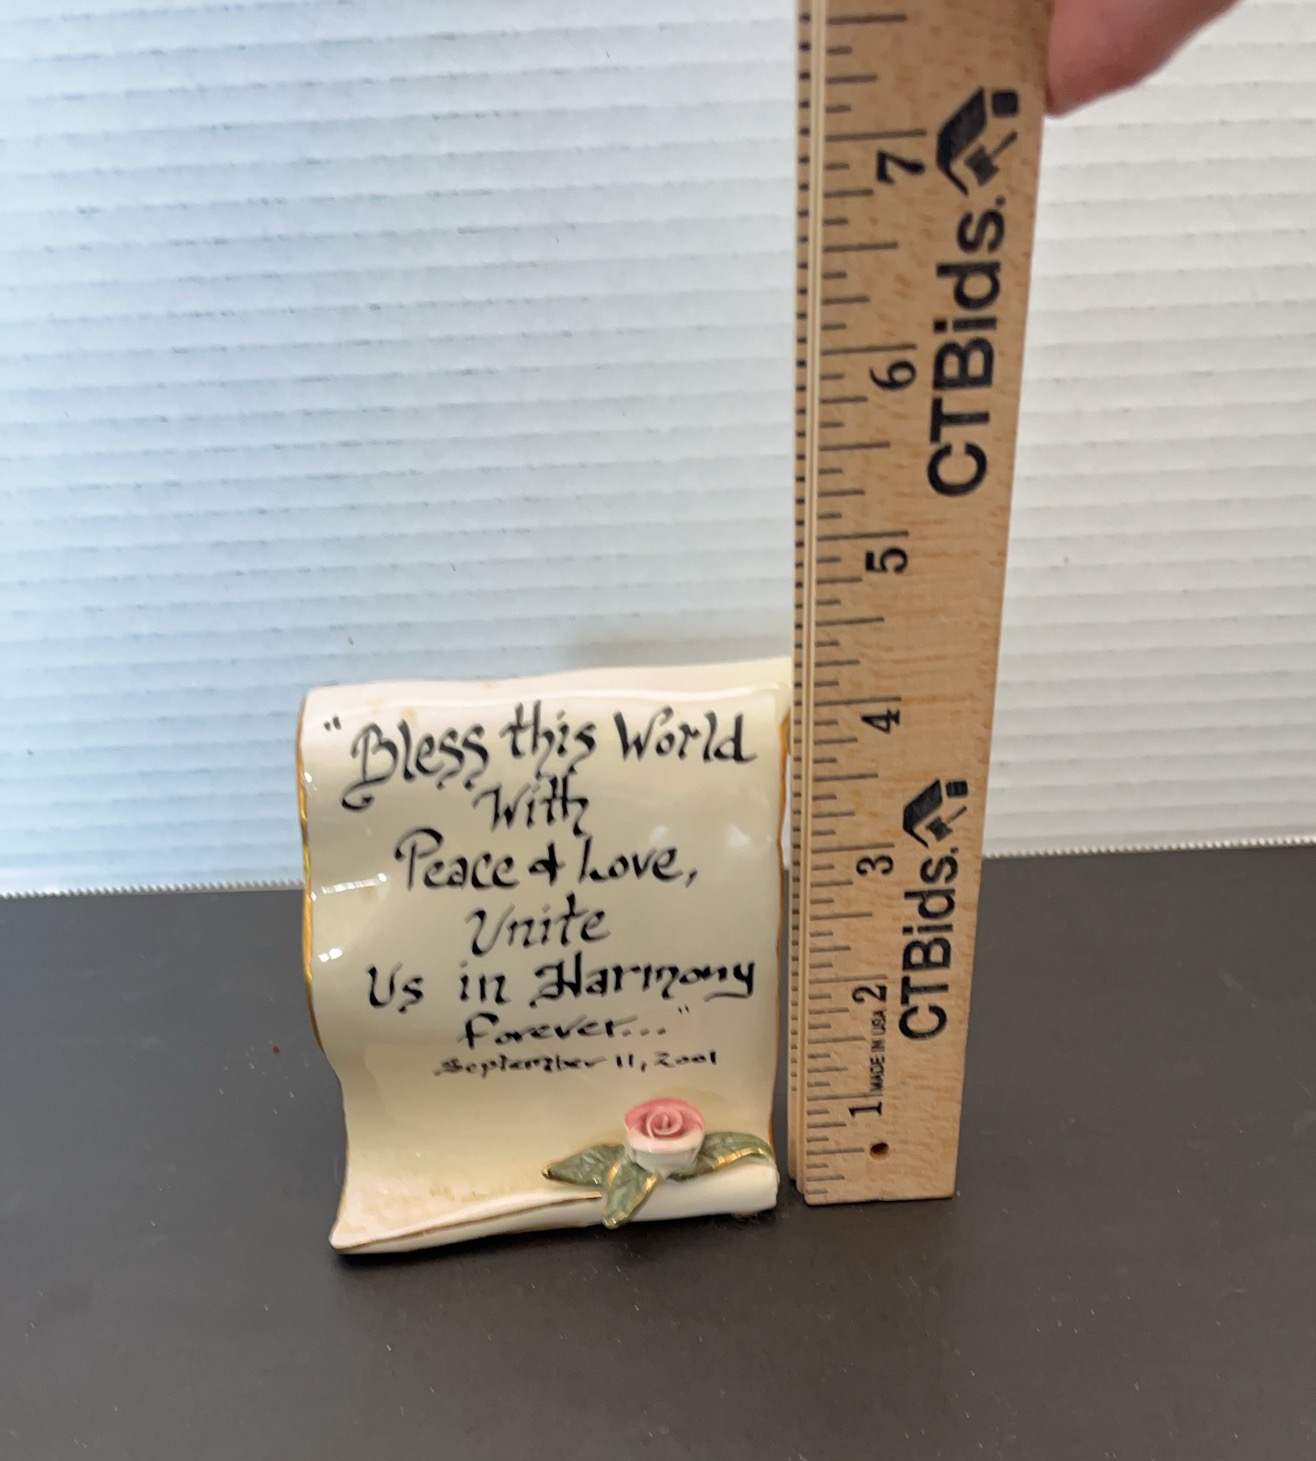 "Bless this World
With
Peace & Love,
Unite
Us in Harmony
forever..."
September 11, 2001
7
6
5
4
3
2
1
MADE IN USA
CTBids.
CTBids.